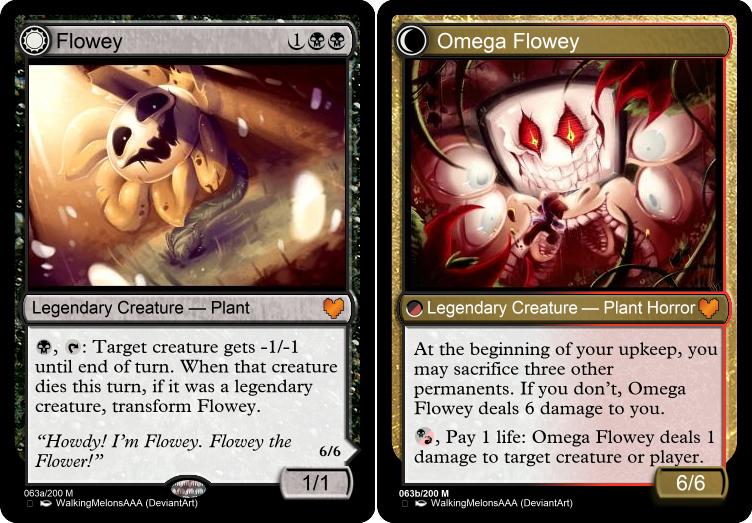 Flowey
1
Legendary Creature — Plant
, : Target creature gets -1/-1
until end of turn. When that creature
dies this turn, if it was a legendary
creature, transform Flowey.
“Howdy! I'm Flowey. Flowey the
Flower!”
6/6
1/1
063a/200 M
WalkingMelonsAAA (DeviantArt)
Omega Flowey
Legendary Creature — Plant Horror
At the beginning of your upkeep, you
may sacrifice three other
permanents. If you don't, Omega
Flowey deals 6 damage to you.
, Pay 1 life: Omega Flowey deals 1
damage to target creature or player.
6/6
063b/200 M
WalkingMelonsAAA (DeviantArt)